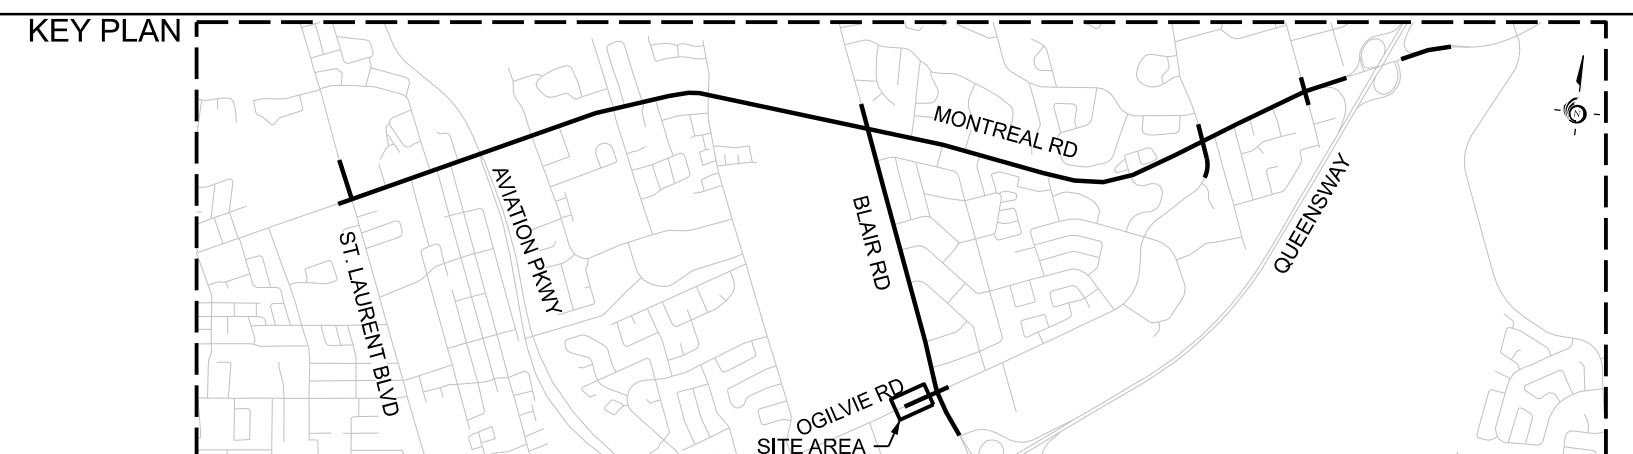 KEY PLAN
MONTREAL RD
AVIATION PKWY
BLAIR RD
QUEENSWAY
ST. LAURENT BLVD
OGILVIE RD
SITE AREA
N